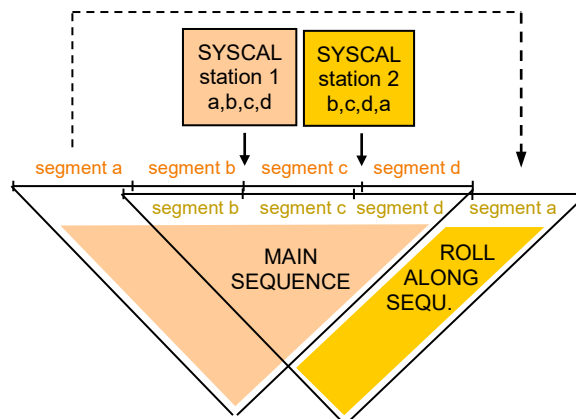 SYSCAL
station 1
a,b,c,d
SYSCAL
station 2
b,c,d,a
segment a segment b segment c segment d
segment b segment c segment d segment a
MAIN
SEQUENCE
ROLL
ALONG
SEQU.